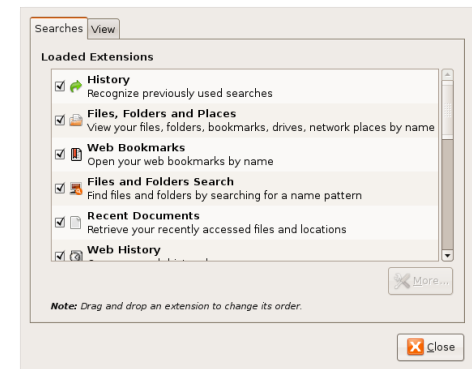 Searches View
Loaded Extensions
History
Recognize previously used searches
Files, Folders and Places
View your files, folders, bookmarks, drives, network places by name
Web Bookmarks
Open your web bookmarks by name
Files and Folders Search
Find files and folders by searching for a name pattern
Recent Documents
Retrieve your recently accessed files and locations
Web History
More...
Note: Drag and drop an extension to change its order.
Close